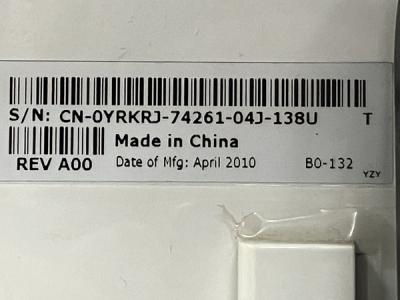 S/N: CN-0YRKRJ-74261-04J-138U T
Made in China
REV A00 Date of Mfg: April 2010 B0-132
YZY